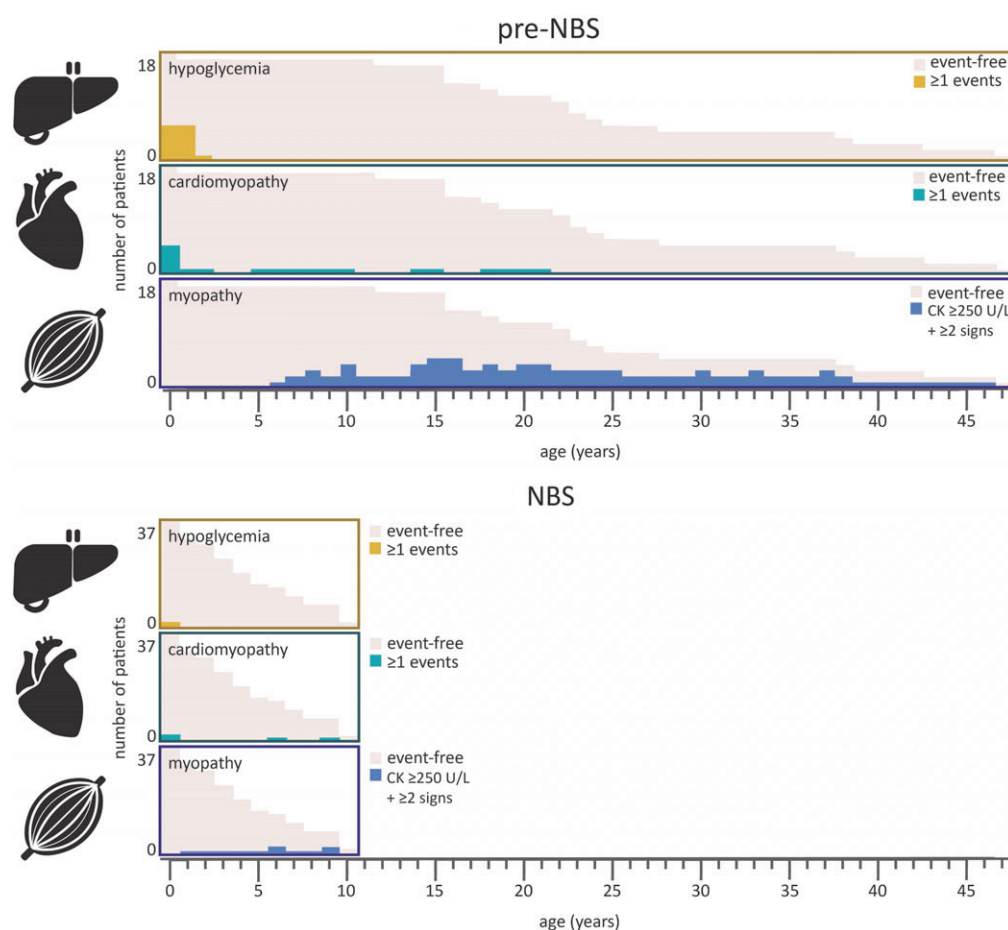 pre-NBS
18
hypoglycemia
event-free
≥1 events
0
18
cardiomyopathy
event-free
≥1 events
0
18
myopathy
event-free
CK ≥250 U/L
+ ≥2 signs
0
number of patients
0 5 10 15 20 25 30 35 40 45
age (years)
NBS
37
hypoglycemia
event-free
≥1 events
0
37
cardiomyopathy
event-free
≥1 events
0
37
myopathy
event-free
CK ≥250 U/L
+ ≥2 signs
0
number of patients
0 5 10 15 20 25 30 35 40 45
age (years)